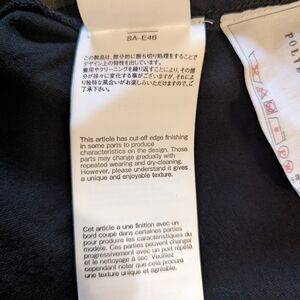 SA-E46
この製品は、部分的に断ち切り処理をすることで
デザイン上の特性を出しています。
着用やクリーニングを繰り返すことにより、その部
分が徐々に変化する事がございますが、それにより
独特な風合いがお楽しみいただけますので、ご了承
下さい。
This article has cut-off edge finishing
in some parts to produce
characteristics on the design. Those
parts may change gradually with
repeated wearing and dry-cleaning.
However, please understand it gives
a unique and enjoyable texture.
Cet article a une finition avec un
bord coupé dans certaines parties
pour produire les caractéristiques du
modèle. Ces parties peuvent changer
progressivement avec un port répété
et le nettoyage à sec. Veuillez
cependant noter que cela donne
une texture unique et agréable.
POLYE